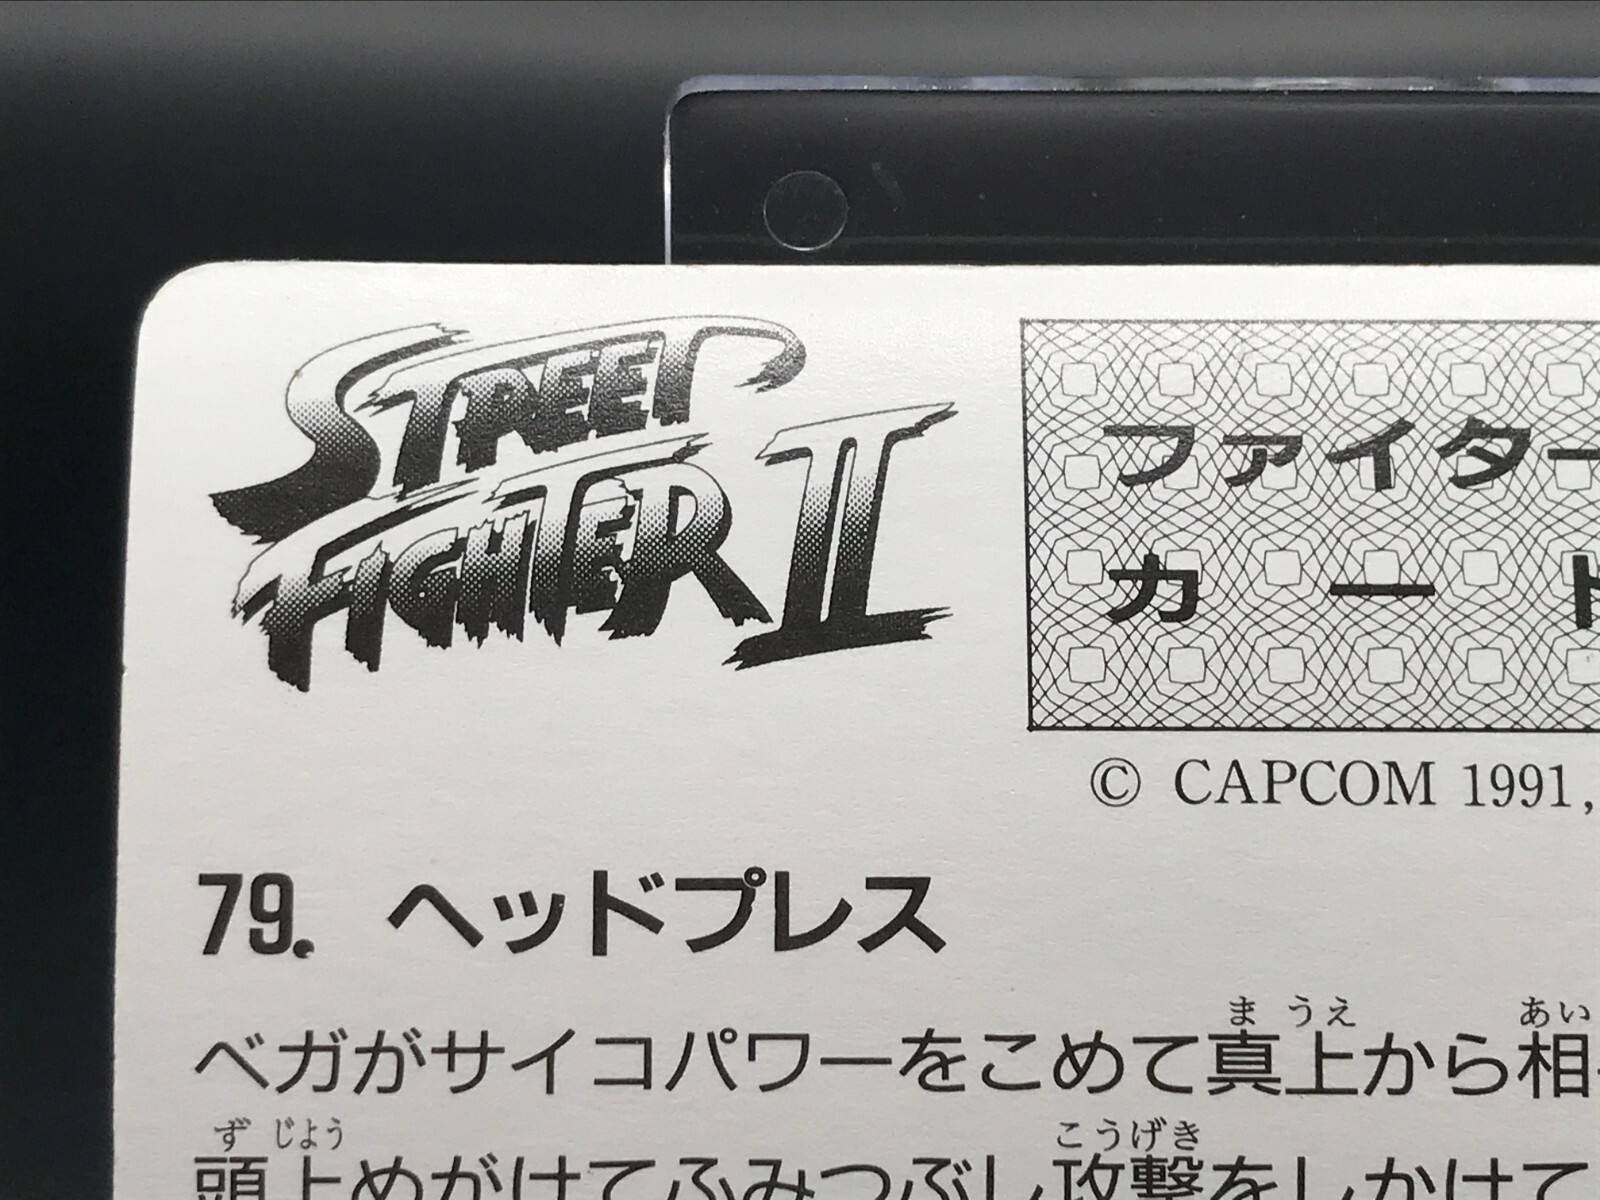 STREET
FIGHTER II
ファイター
カード
© CAPCOM 1991,
79. ヘッドプレス
ま うえ あい
ベガがサイコパワーをこめて真上から相
ず じょう こうげき
頭上めがけてふみつぶし攻撃をしかけて